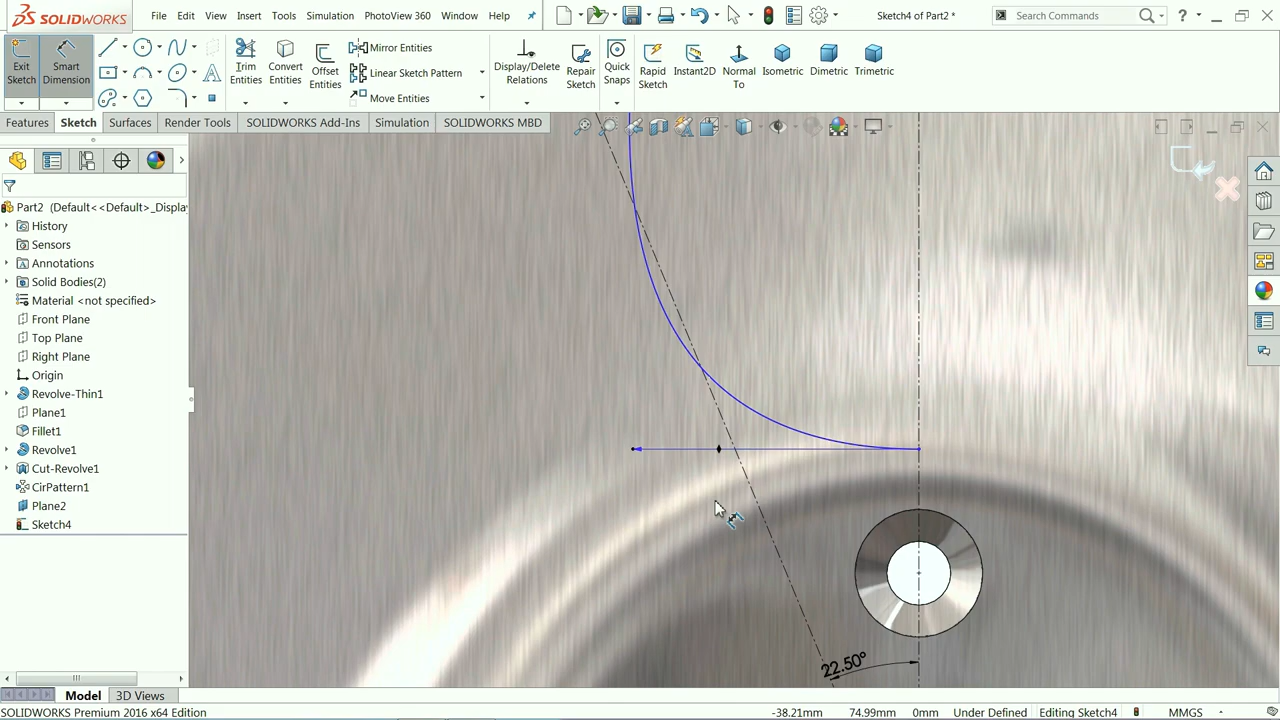 SOLIDWORKS
File Edit View Insert Tools Simulation PhotoView 360 Window Help
Sketch4 of Part2 *
Search Commands
?
Exit Sketch
Smart Dimension
Trim Entities
Convert Entities
Offset Entities
Mirror Entities
Linear Sketch Pattern
Move Entities
Display/Delete Relations
Repair Sketch
Quick Snaps
Rapid Sketch
Instant2D
Normal To
Isometric
Dimetric
Trimetric
Features Sketch Surfaces Render Tools SOLIDWORKS Add-Ins Simulation SOLIDWORKS MBD
Part2 (Default<<Default>_Display
History
Sensors
Annotations
Solid Bodies(2)
Material <not specified>
Front Plane
Top Plane
Right Plane
Origin
Revolve-Thin1
Plane1
Fillet1
Revolve1
Cut-Revolve1
CirPattern1
Plane2
Sketch4
22.50°
Model 3D Views
SOLIDWORKS Premium 2016 x64 Edition
-38.21mm 74.99mm 0mm Under Defined Editing Sketch4 MMGS